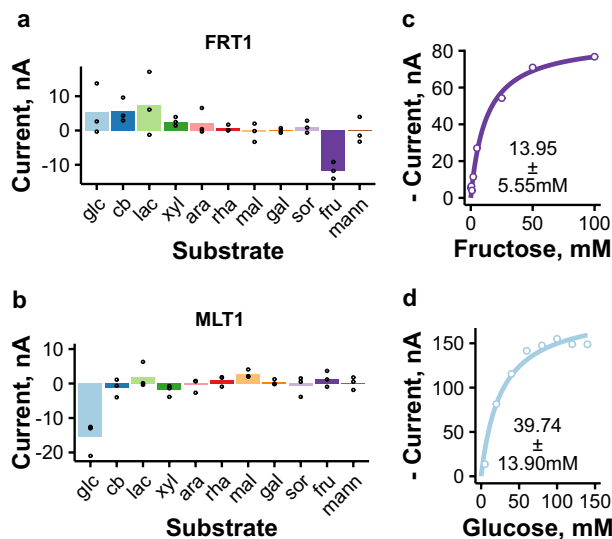 a
FRT1
Current, nA
10
0
-10
glc
cb
lac
xyl
ara
rha
mal
gal
sor
fru
mann
Substrate
b
MLT1
Current, nA
10
0
-10
-20
glc
cb
lac
xyl
ara
rha
mal
gal
sor
fru
mann
Substrate
c
- Current, nA
80
60
40
20
0
13.95
±
5.55mM
0
50
100
Fructose, mM
d
- Current, nA
150
100
50
0
39.74
±
13.90mM
0
50
100
150
Glucose, mM